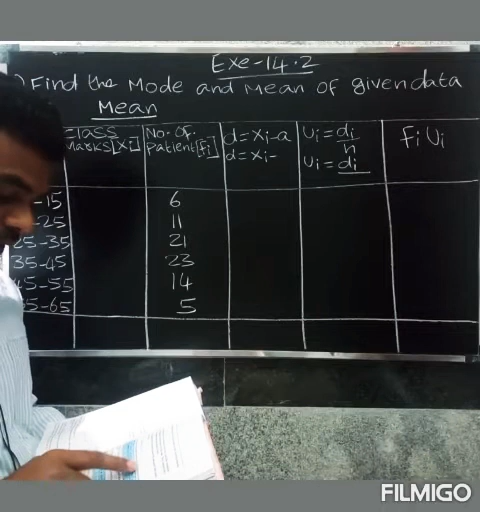 Exe-14.2
) Find the Mode and Mean of given data
Mean
Class Marks[xi]
No. Of. Patient[fi]
d=xi-a
d=xi-
Ui=di/h
Ui=di
fiUi
-15 6
-25 11
25-35 21
35-45 23
45-55 14
55-65 5
FILMIGO